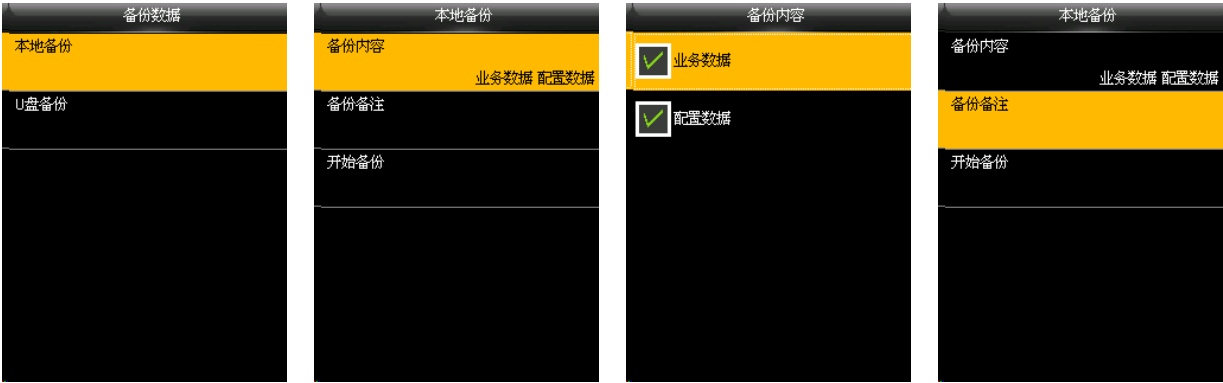 备份数据
本地备份
U盘备份
本地备份
备份内容
业务数据 配置数据
备份备注
开始备份
备份内容
业务数据
配置数据
本地备份
备份内容
业务数据 配置数据
备份备注
开始备份